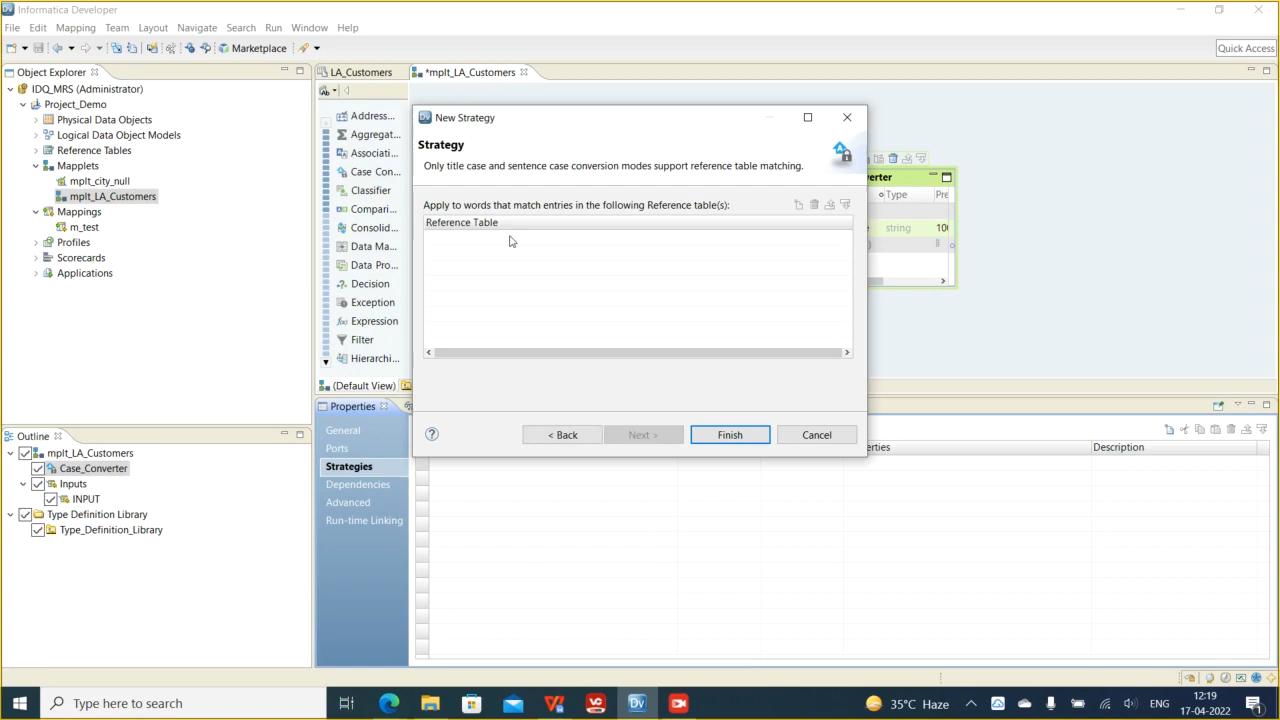 Informatica Developer
File Edit Mapping Team Layout Navigate Search Run Window Help
Marketplace
Quick Access
Object Explorer
IDQ_MRS (Administrator)
Project_Demo
Physical Data Objects
Logical Data Object Models
Reference Tables
Mapplets
mplt_city_null
mplt_LA_Customers
Mappings
m_test
Profiles
Scorecards
Applications
Outline
mplt_LA_Customers
Case_Converter
Inputs
INPUT
Type Definition Library
Type_Definition_Library
LA_Customers
*mplt_LA_Customers
Address...
Aggregat...
Associati...
Case Con...
Classifier
Compari...
Consolid...
Data Ma...
Data Pro...
Decision
Exception
Expression
Filter
Hierarchi...
(Default View)
New Strategy
Strategy
Only title case and sentence case conversion modes support reference table matching.
Apply to words that match entries in the following Reference table(s):
Reference Table
< Back
Next >
Finish
Cancel
erter
Type
Pre
string
100
Properties
General
Ports
Strategies
Dependencies
Advanced
Run-time Linking
erties
Description
Type here to search
35°C Haze
ENG
12:19
17-04-2022